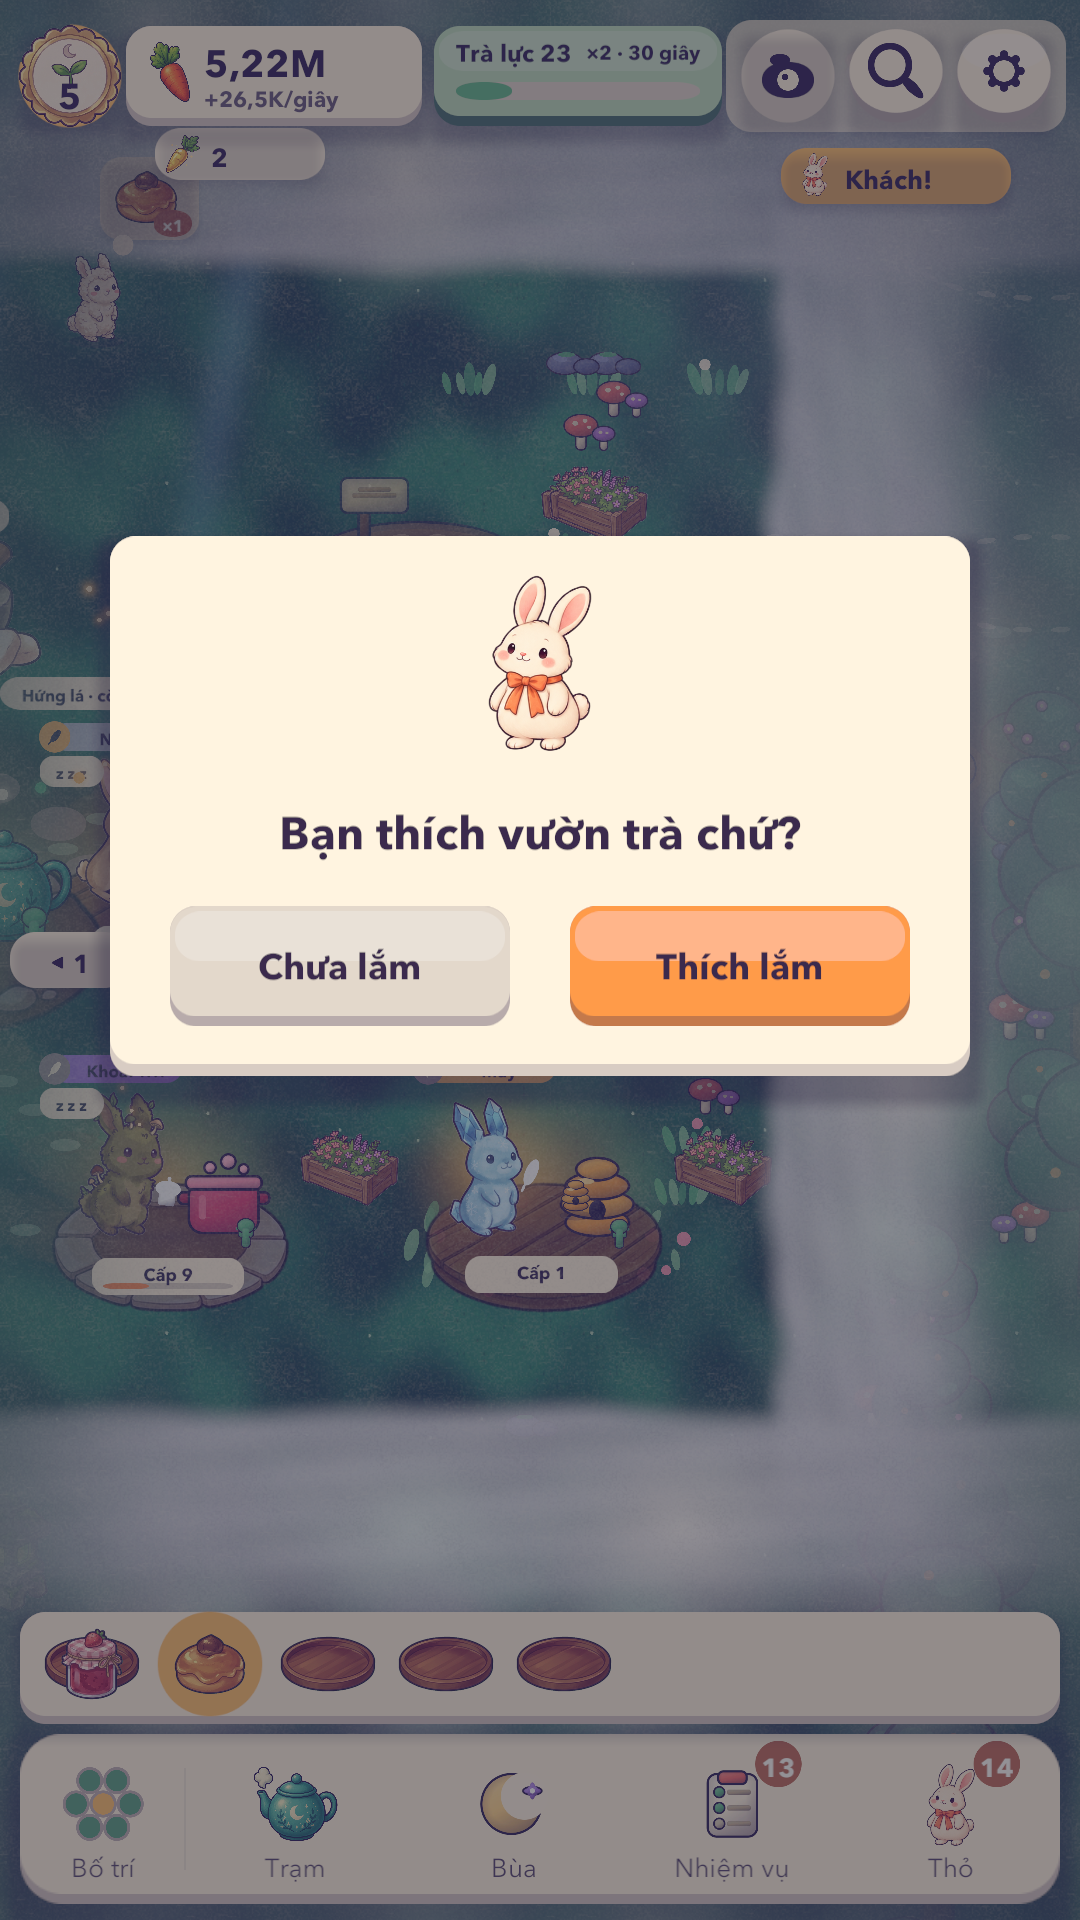 5
5,22M
+26,5K/giây
Trà lực 23 ×2 · 30 giây
2
×1
Khách!
Hứng lá ·
N
z z z
Bạn thích vườn trà chứ?
Chưa lắm
Thích lắm
◄ 1
z z z
Cấp 9
Cấp 1
13
14
Bố trí
Trạm
Bùa
Nhiệm vụ
Thỏ